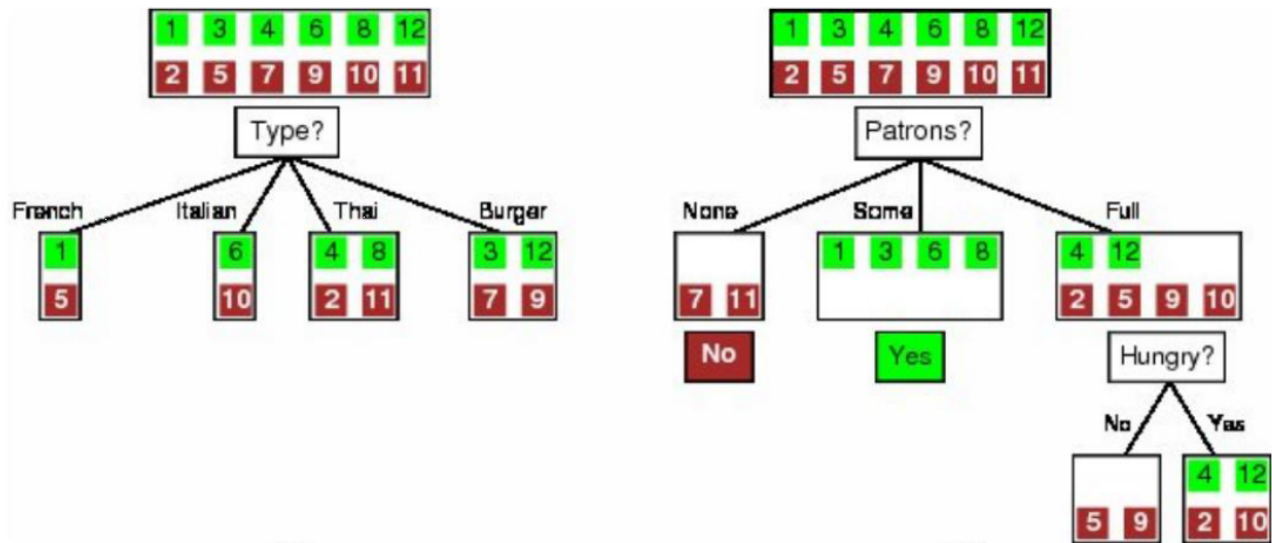 1 3 4 6 8 12
2 5 7 9 10 11
Type?
French Italian Thai Burger
1 6 4 8 3 12
5 10 2 11 7 9
1 3 4 6 8 12
2 5 7 9 10 11
Patrons?
None Some Full
1 3 6 8 4 12
7 11 2 5 9 10
No Yes Hungry?
No Yes
4 12
5 9 2 10